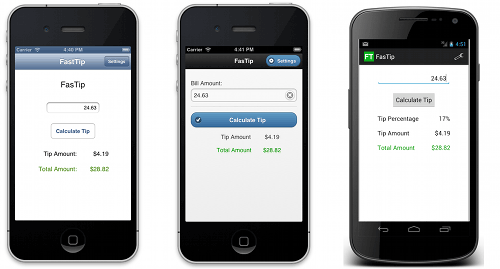 Carrier
4:40 PM
FastTip
Settings
FasTip
24.63
Calculate Tip
Tip Amount: $4.19
Total Amount: $28.82
Carrier
4:41 PM
FasTip
Settings
Bill Amount:
24.63
Calculate Tip
Tip Amount $4.19
Total Amount $28.82
4:51
FT FasTip
24.63
Calculate Tip
Tip Percentage 17%
Tip Amount $4.19
Total Amount $28.82